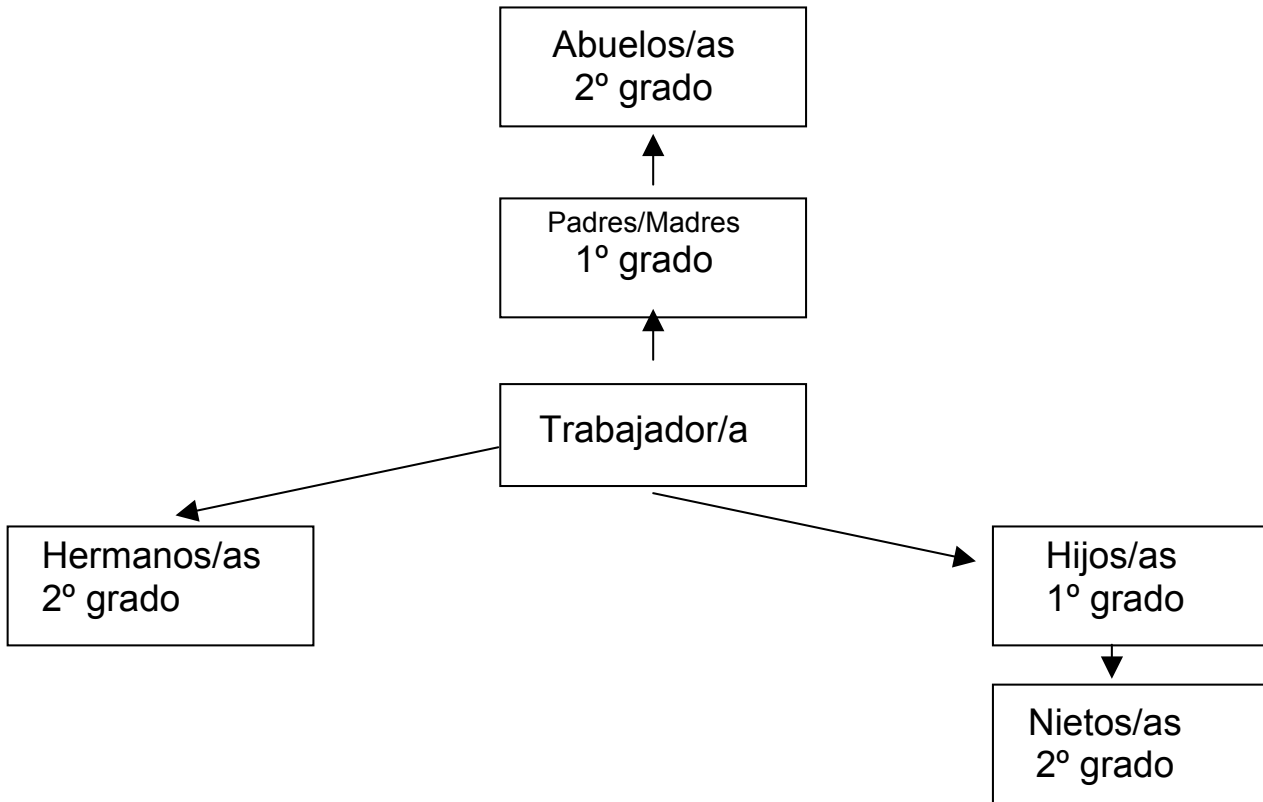 Abuelos/as
2º grado
Padres/Madres
1º grado
Trabajador/a
Hermanos/as
2º grado
Hijos/as
1º grado
Nietos/as
2º grado